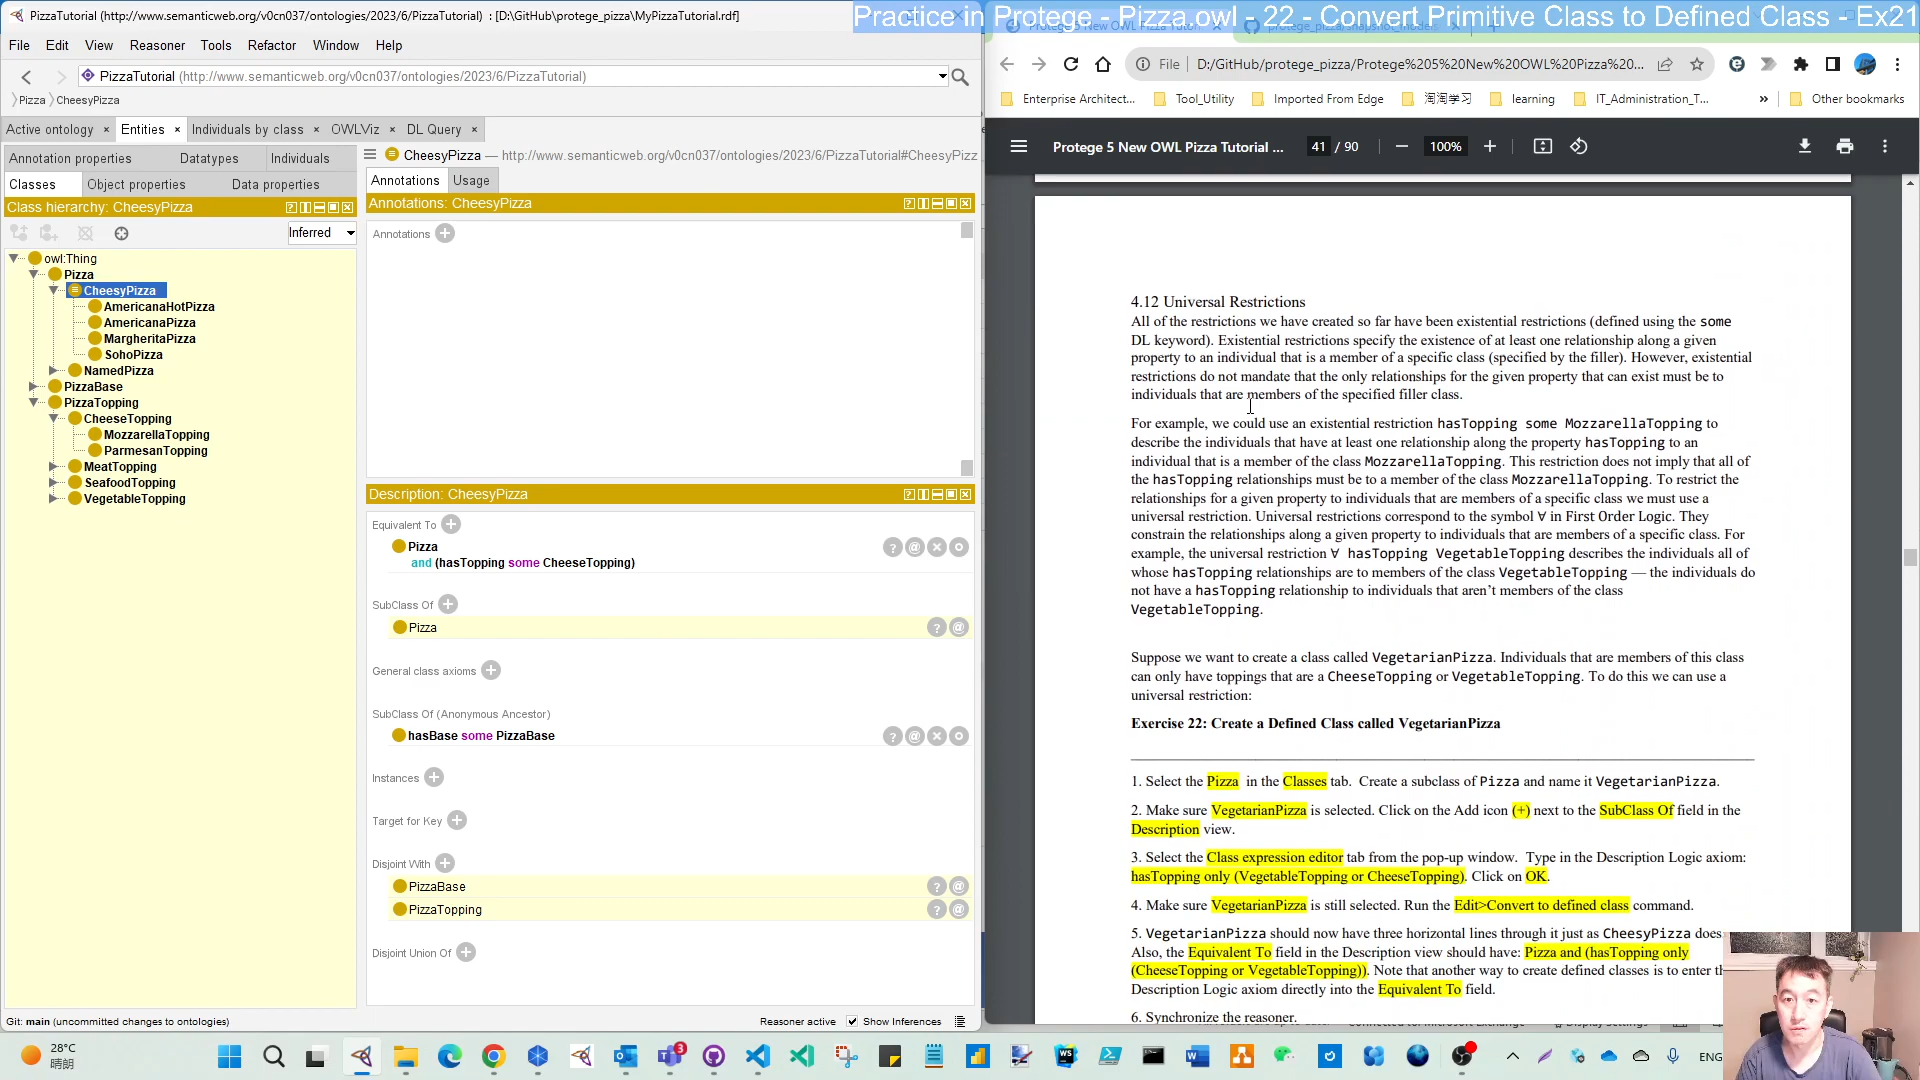 PizzaTutorial (http://www.semanticweb.org/v0cn037/ontologies/2023/6/PizzaTutorial) : [D:\GitHub\protege_pizza\MyPizzaTutorial.rdf]
Practice in Protege - Pizza.owl - 22 - Convert Primitive Class to Defined Class - Ex21
File Edit View Reasoner Tools Refactor Window Help
PizzaTutorial (http://www.semanticweb.org/v0cn037/ontologies/2023/6/PizzaTutorial)
Pizza CheesyPizza
Active ontology × Entities × Individuals by class × OWLViz × DL Query ×
Annotation properties Datatypes Individuals
Classes Object properties Data properties
Class hierarchy: CheesyPizza
Inferred
owl:Thing
Pizza
CheesyPizza
AmericanaHotPizza
AmericanaPizza
MargheritaPizza
SohoPizza
NamedPizza
PizzaBase
PizzaTopping
CheeseTopping
MozzarellaTopping
ParmesanTopping
MeatTopping
SeafoodTopping
VegetableTopping
CheesyPizza — http://www.semanticweb.org/v0cn037/ontologies/2023/6/PizzaTutorial#CheesyPizz
Annotations Usage
Annotations: CheesyPizza
Annotations
Description: CheesyPizza
Equivalent To
Pizza
and (hasTopping some CheeseTopping)
SubClass Of
Pizza
General class axioms
SubClass Of (Anonymous Ancestor)
hasBase some PizzaBase
Instances
Target for Key
Disjoint With
PizzaBase
PizzaTopping
Disjoint Union Of
Git: main (uncommitted changes to ontologies)
Reasoner active Show Inferences
File D:/GitHub/protege_pizza/Protege%205%20New%20OWL%20Pizza%20...
Enterprise Architect... Tool_Utility Imported From Edge 淘淘学习 learning IT_Administration_T... » Other bookmarks
Protege 5 New OWL Pizza Tutorial ... 41 / 90 100%
4.12 Universal Restrictions
All of the restrictions we have created so far have been existential restrictions (defined using the some
DL keyword). Existential restrictions specify the existence of at least one relationship along a given
property to an individual that is a member of a specific class (specified by the filler). However, existential
restrictions do not mandate that the only relationships for the given property that can exist must be to
individuals that are members of the specified filler class.
For example, we could use an existential restriction hasTopping some MozzarellaTopping to
describe the individuals that have at least one relationship along the property hasTopping to an
individual that is a member of the class MozzarellaTopping. This restriction does not imply that all of
the hasTopping relationships must be to a member of the class MozzarellaTopping. To restrict the
relationships for a given property to individuals that are members of a specific class we must use a
universal restriction. Universal restrictions correspond to the symbol ∀ in First Order Logic. They
constrain the relationships along a given property to individuals that are members of a specific class. For
example, the universal restriction ∀ hasTopping VegetableTopping describes the individuals all of
whose hasTopping relationships are to members of the class VegetableTopping — the individuals do
not have a hasTopping relationship to individuals that aren't members of the class
VegetableTopping.
Suppose we want to create a class called VegetarianPizza. Individuals that are members of this class
can only have toppings that are a CheeseTopping or VegetableTopping. To do this we can use a
universal restriction:
Exercise 22: Create a Defined Class called VegetarianPizza
1. Select the Pizza in the Classes tab. Create a subclass of Pizza and name it VegetarianPizza.
2. Make sure VegetarianPizza is selected. Click on the Add icon (+) next to the SubClass Of field in the
Description view.
3. Select the Class expression editor tab from the pop-up window. Type in the Description Logic axiom:
hasTopping only (VegetableTopping or CheeseTopping). Click on OK.
4. Make sure VegetarianPizza is still selected. Run the Edit>Convert to defined class command.
5. VegetarianPizza should now have three horizontal lines through it just as CheesyPizza does.
Also, the Equivalent To field in the Description view should have: Pizza and (hasTopping only
(CheeseTopping or VegetableTopping)). Note that another way to create defined classes is to enter th
Description Logic axiom directly into the Equivalent To field.
6. Synchronize the reasoner.
28°C
晴朗
3
ENG